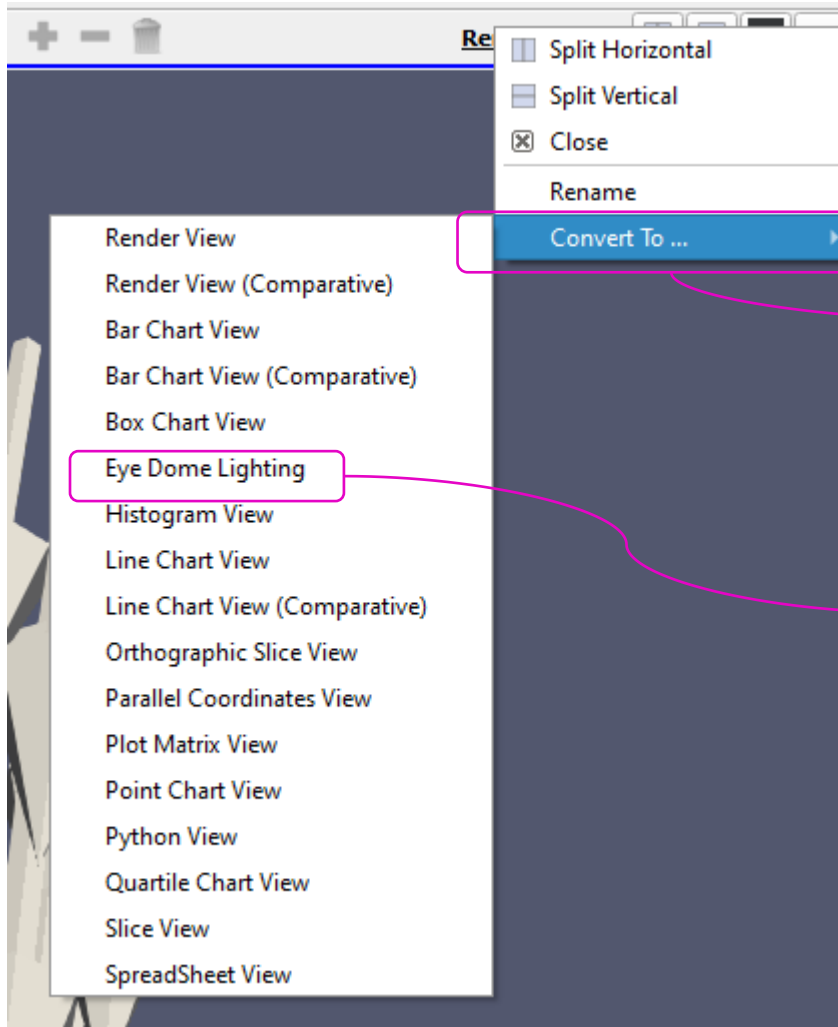 Re
Split Horizontal
Split Vertical
Close
Rename
Convert To ...
Render View
Render View (Comparative)
Bar Chart View
Bar Chart View (Comparative)
Box Chart View
Eye Dome Lighting
Histogram View
Line Chart View
Line Chart View (Comparative)
Orthographic Slice View
Parallel Coordinates View
Plot Matrix View
Point Chart View
Python View
Quartile Chart View
Slice View
SpreadSheet View